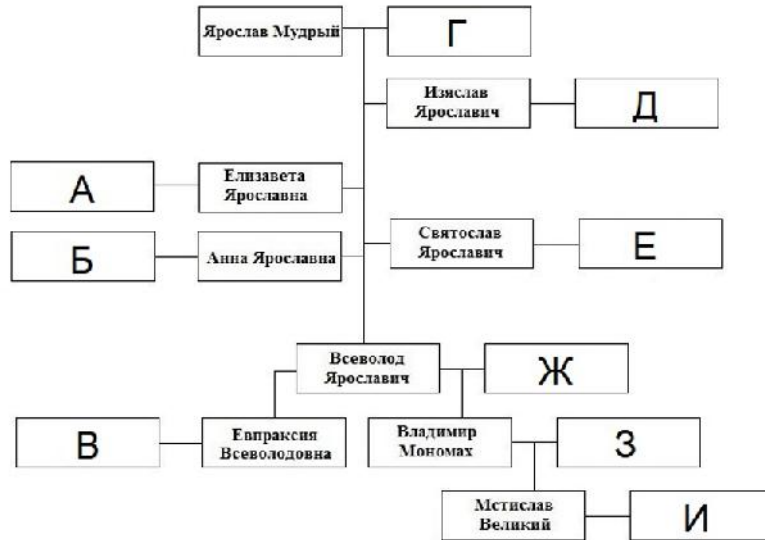 Ярослав Мудрый
Г
Изяслав
Ярославич
Д
А
Елизавета
Ярославна
Святослав
Ярославич
Е
Б
Анна Ярославна
Всеволод
Ярославич
Ж
В
Евпраксия
Всеволодовна
Владимир
Мономах
З
Мстислав
Великий
И